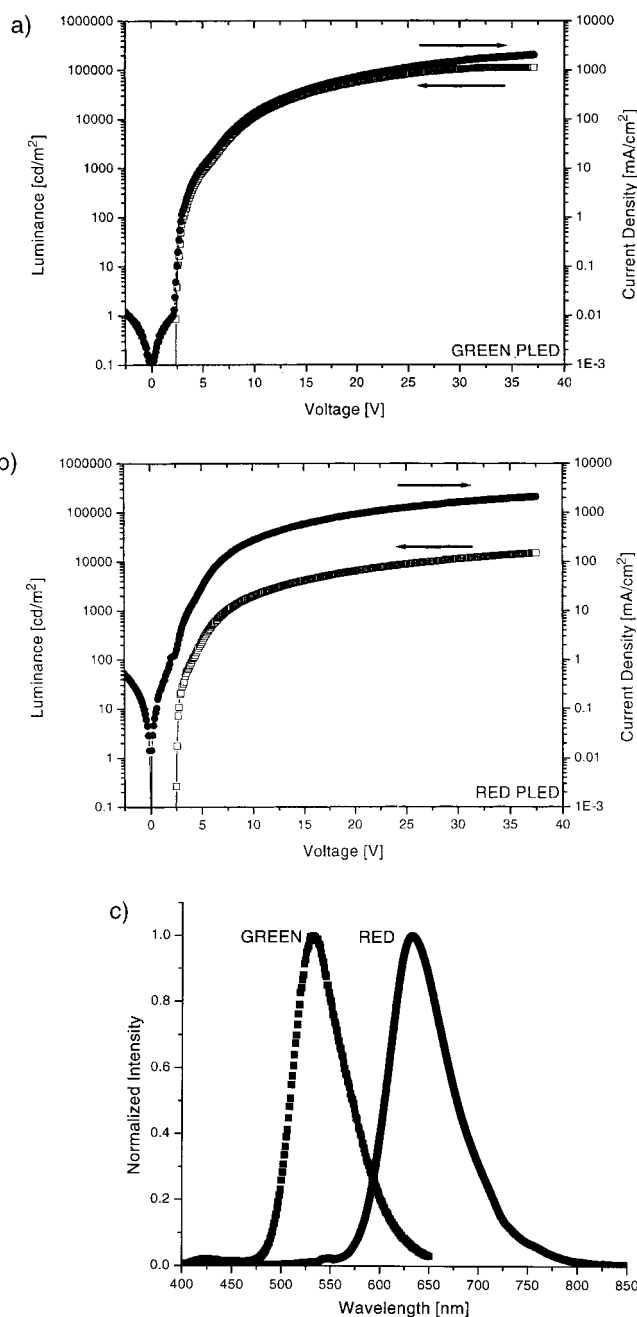 a)
1000000
100000
10000
1000
100
10
1
0.1
Luminance [cd/m²]
10000
1000
100
10
1
0.1
0.01
1E-3
Current Density [mA/cm²]
GREEN PLED
0 5 10 15 20 25 30 35 40
Voltage [V]
b)
1000000
100000
10000
1000
100
10
1
0.1
Luminance [cd/m²]
10000
1000
100
10
1
0.1
0.01
1E-3
Current Density [mA/cm²]
RED PLED
0 5 10 15 20 25 30 35 40
Voltage [V]
c)
GREEN RED
1.0
0.8
0.6
0.4
0.2
0.0
Normalized Intensity
400 450 500 550 600 650 700 750 800 850
Wavelength [nm]